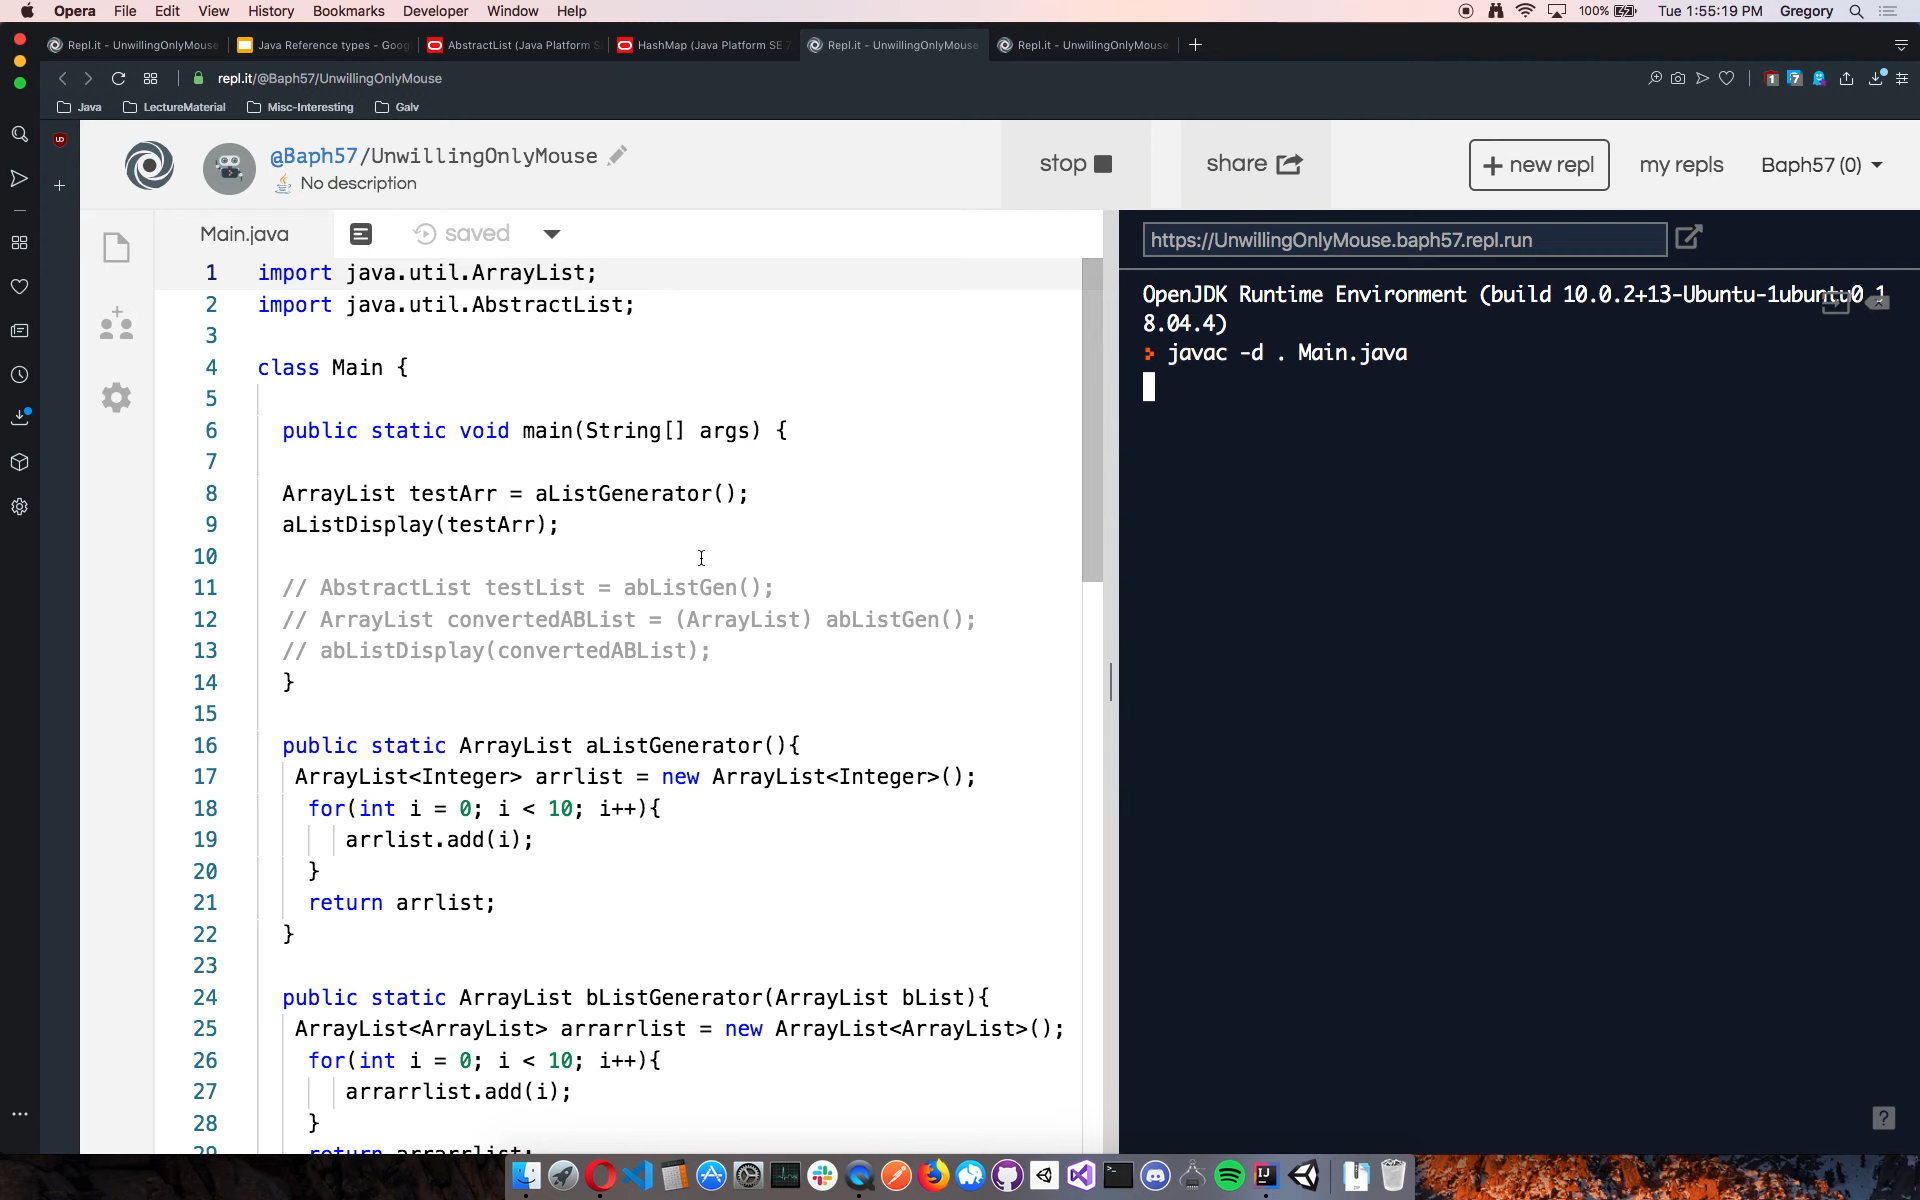 Opera File Edit View History Bookmarks Developer Window Help 100% Tue 1:55:19 PM Gregory
Repl.it - UnwillingOnlyMouse Java Reference types - Goog AbstractList (Java Platform S HashMap (Java Platform SE 7 Repl.it - UnwillingOnlyMouse Repl.it - UnwillingOnlyMouse
repl.it/@Baph57/UnwillingOnlyMouse
Java LectureMaterial Misc-Interesting Galv
@Baph57/UnwillingOnlyMouse
No description
stop share + new repl my repls Baph57 (0)
Main.java saved
https://UnwillingOnlyMouse.baph57.repl.run
1 import java.util.ArrayList;
2 import java.util.AbstractList;
3
4 class Main {
5
6 public static void main(String[] args) {
7
8 ArrayList testArr = aListGenerator();
9 aListDisplay(testArr);
10
11 // AbstractList testList = abListGen();
12 // ArrayList convertedABList = (ArrayList) abListGen();
13 // abListDisplay(convertedABList);
14 }
15
16 public static ArrayList aListGenerator(){
17 ArrayList<Integer> arrlist = new ArrayList<Integer>();
18 for(int i = 0; i < 10; i++){
19 arrlist.add(i);
20 }
21 return arrlist;
22 }
23
24 public static ArrayList bListGenerator(ArrayList bList){
25 ArrayList<ArrayList> arrarrlist = new ArrayList<ArrayList>();
26 for(int i = 0; i < 10; i++){
27 arrarrlist.add(i);
28 }
29 return arrarrlist;
OpenJDK Runtime Environment (build 10.0.2+13-Ubuntu-1ubuntu0.1
8.04.4)
javac -d . Main.java
?